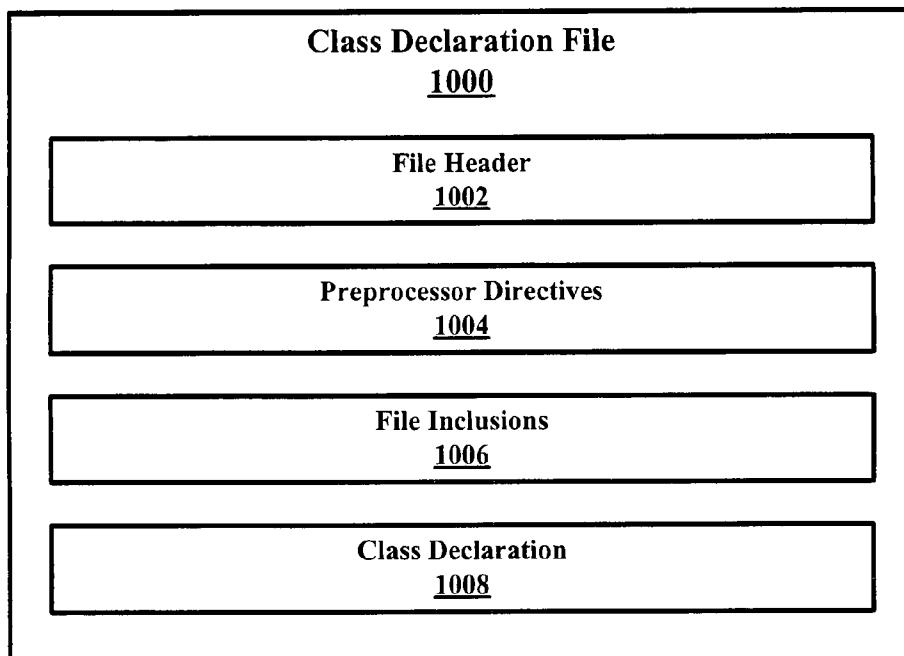 Class Declaration File
1000
File Header
1002
Preprocessor Directives
1004
File Inclusions
1006
Class Declaration
1008